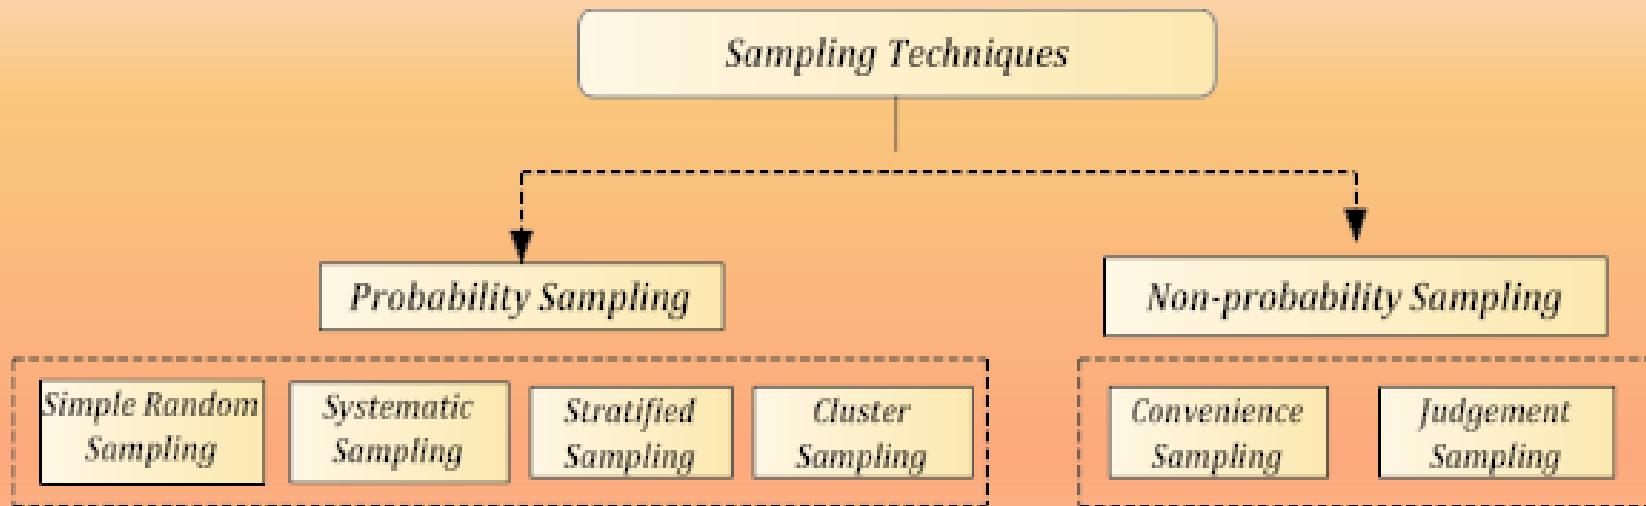 Sampling Techniques
Probability Sampling
Non-probability Sampling
Simple Random
Sampling
Systematic
Sampling
Stratified
Sampling
Cluster
Sampling
Convenience
Sampling
Judgement
Sampling